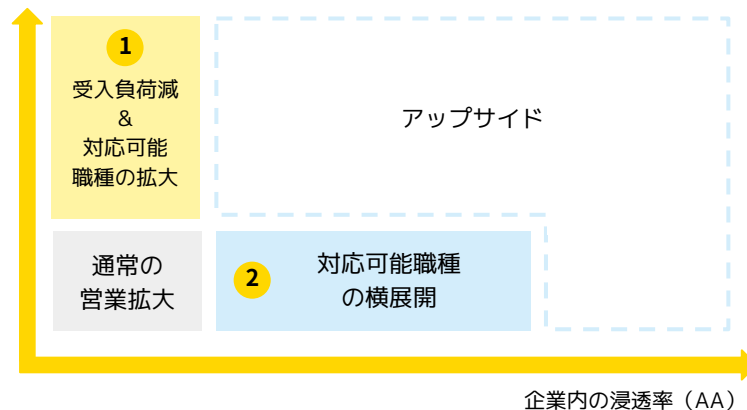 1
受入負荷減
&
対応可能
職種の拡大
アップサイド
通常の
営業拡大
2
対応可能職種
の横展開
企業内の浸透率（AA）